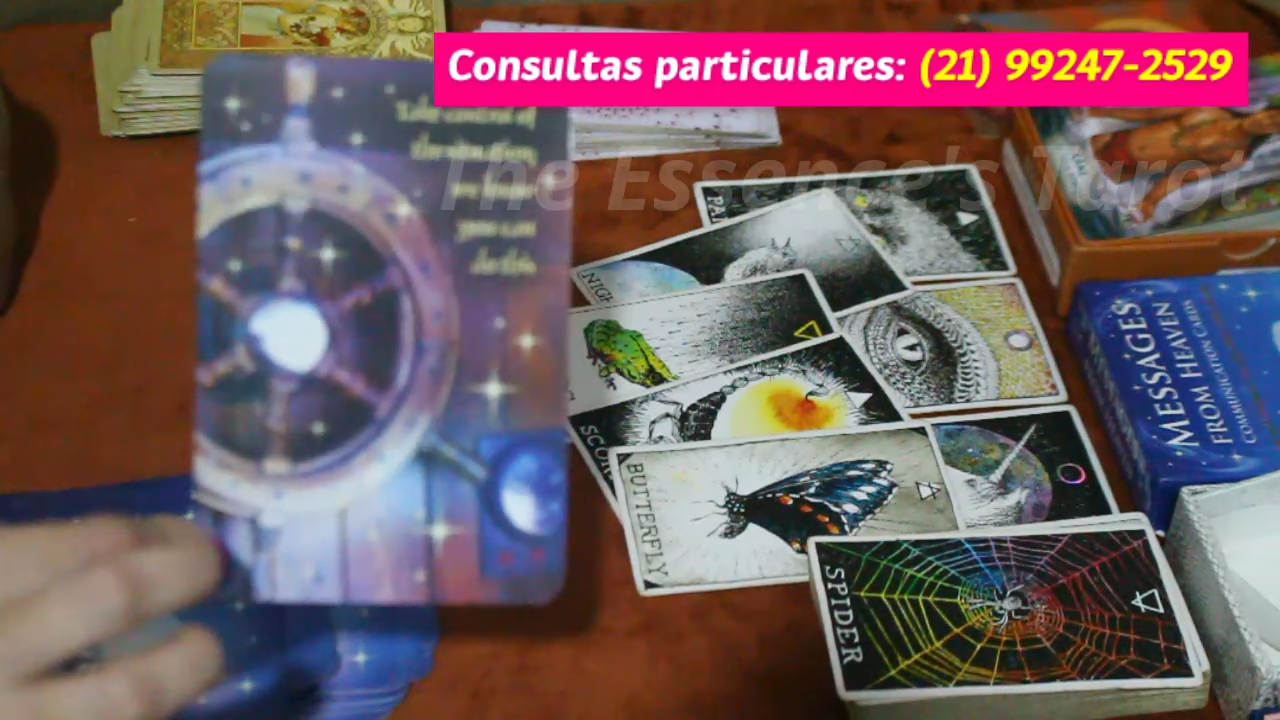 Consultas particulares: (21) 99247-2529
The Essence's Tarot
Take control of
the situation,
we know
you can
do this.
MESSAGES
FROM HEAVEN
COMMUNICATION CARDS
BUTTERFLY
SPIDER